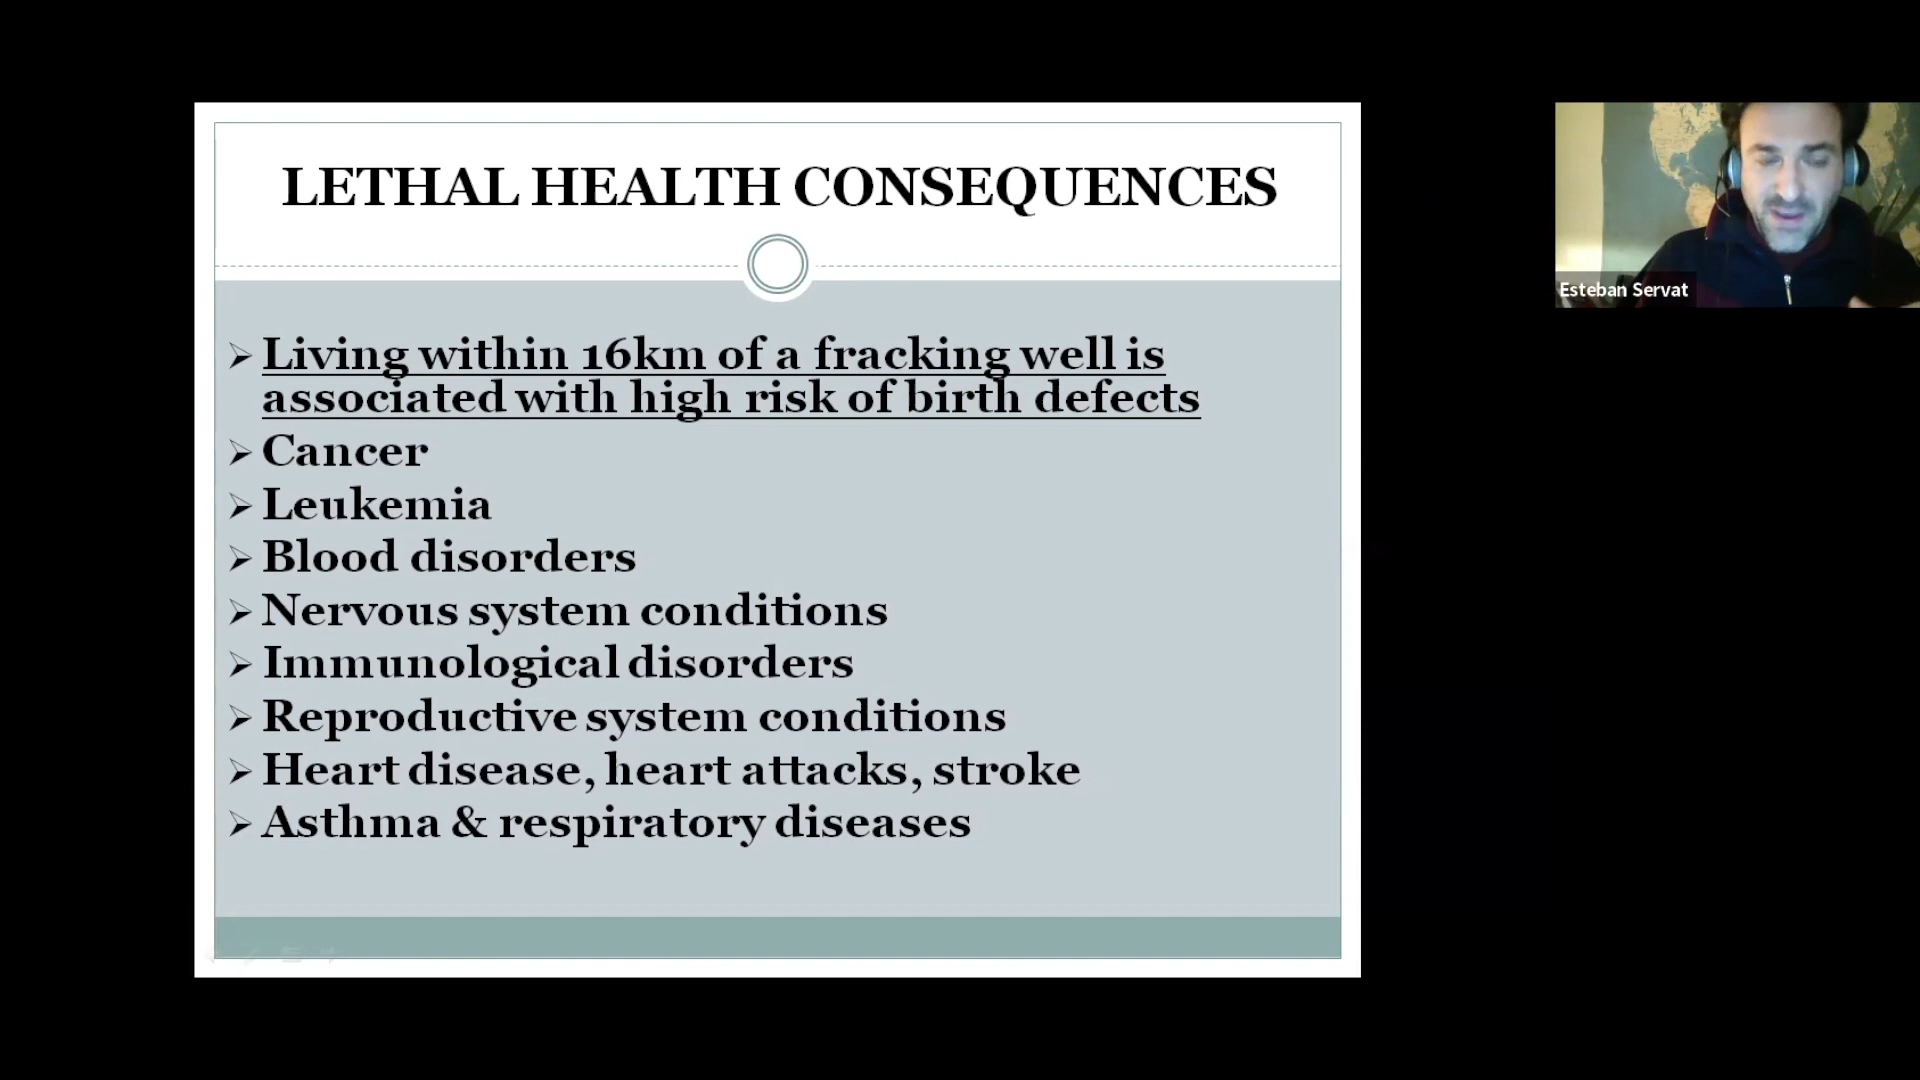 LETHAL HEALTH CONSEQUENCES
Living within 16km of a fracking well is
associated with high risk of birth defects
Cancer
Leukemia
Blood disorders
Nervous system conditions
Immunological disorders
Reproductive system conditions
Heart disease, heart attacks, stroke
Asthma & respiratory diseases
Esteban Servat